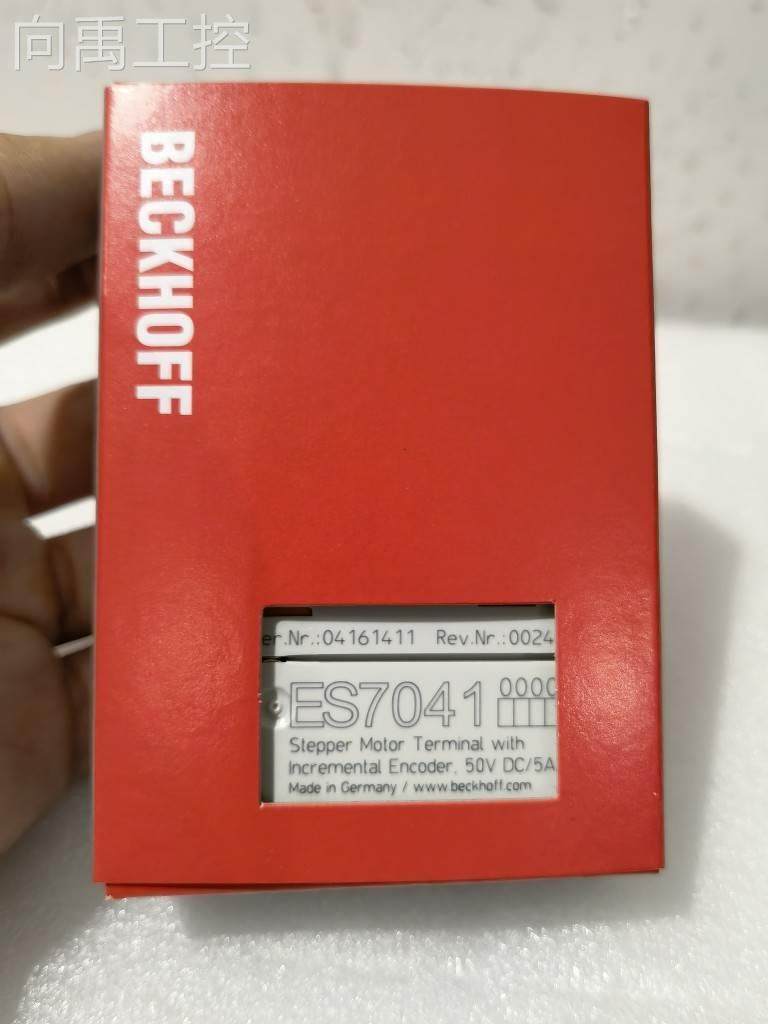 向禹工控
BECKHOFF
er.Nr.:04161411 Rev.Nr.:0024
ES7041 0000
Stepper Motor Terminal with
Incremental Encoder, 50V DC/5A
Made in Germany / www.beckhoff.com